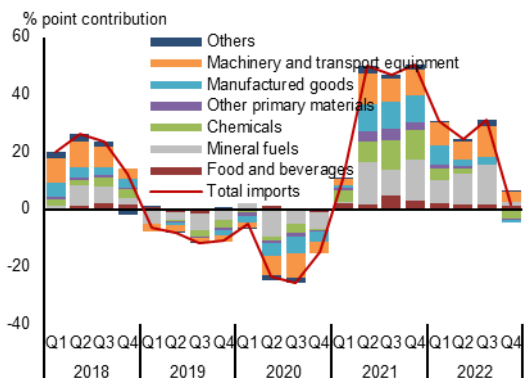 % point contribution
60
40
20
0
-20
-40
Others
Machinery and transport equipment
Manufactured goods
Other primary materials
Chemicals
Mineral fuels
Food and beverages
Total imports
Q1 Q2 Q3 Q4 Q1 Q2 Q3 Q4 Q1 Q2 Q3 Q4 Q1 Q2 Q3 Q4 Q1 Q2 Q3 Q4
2018 2019 2020 2021 2022